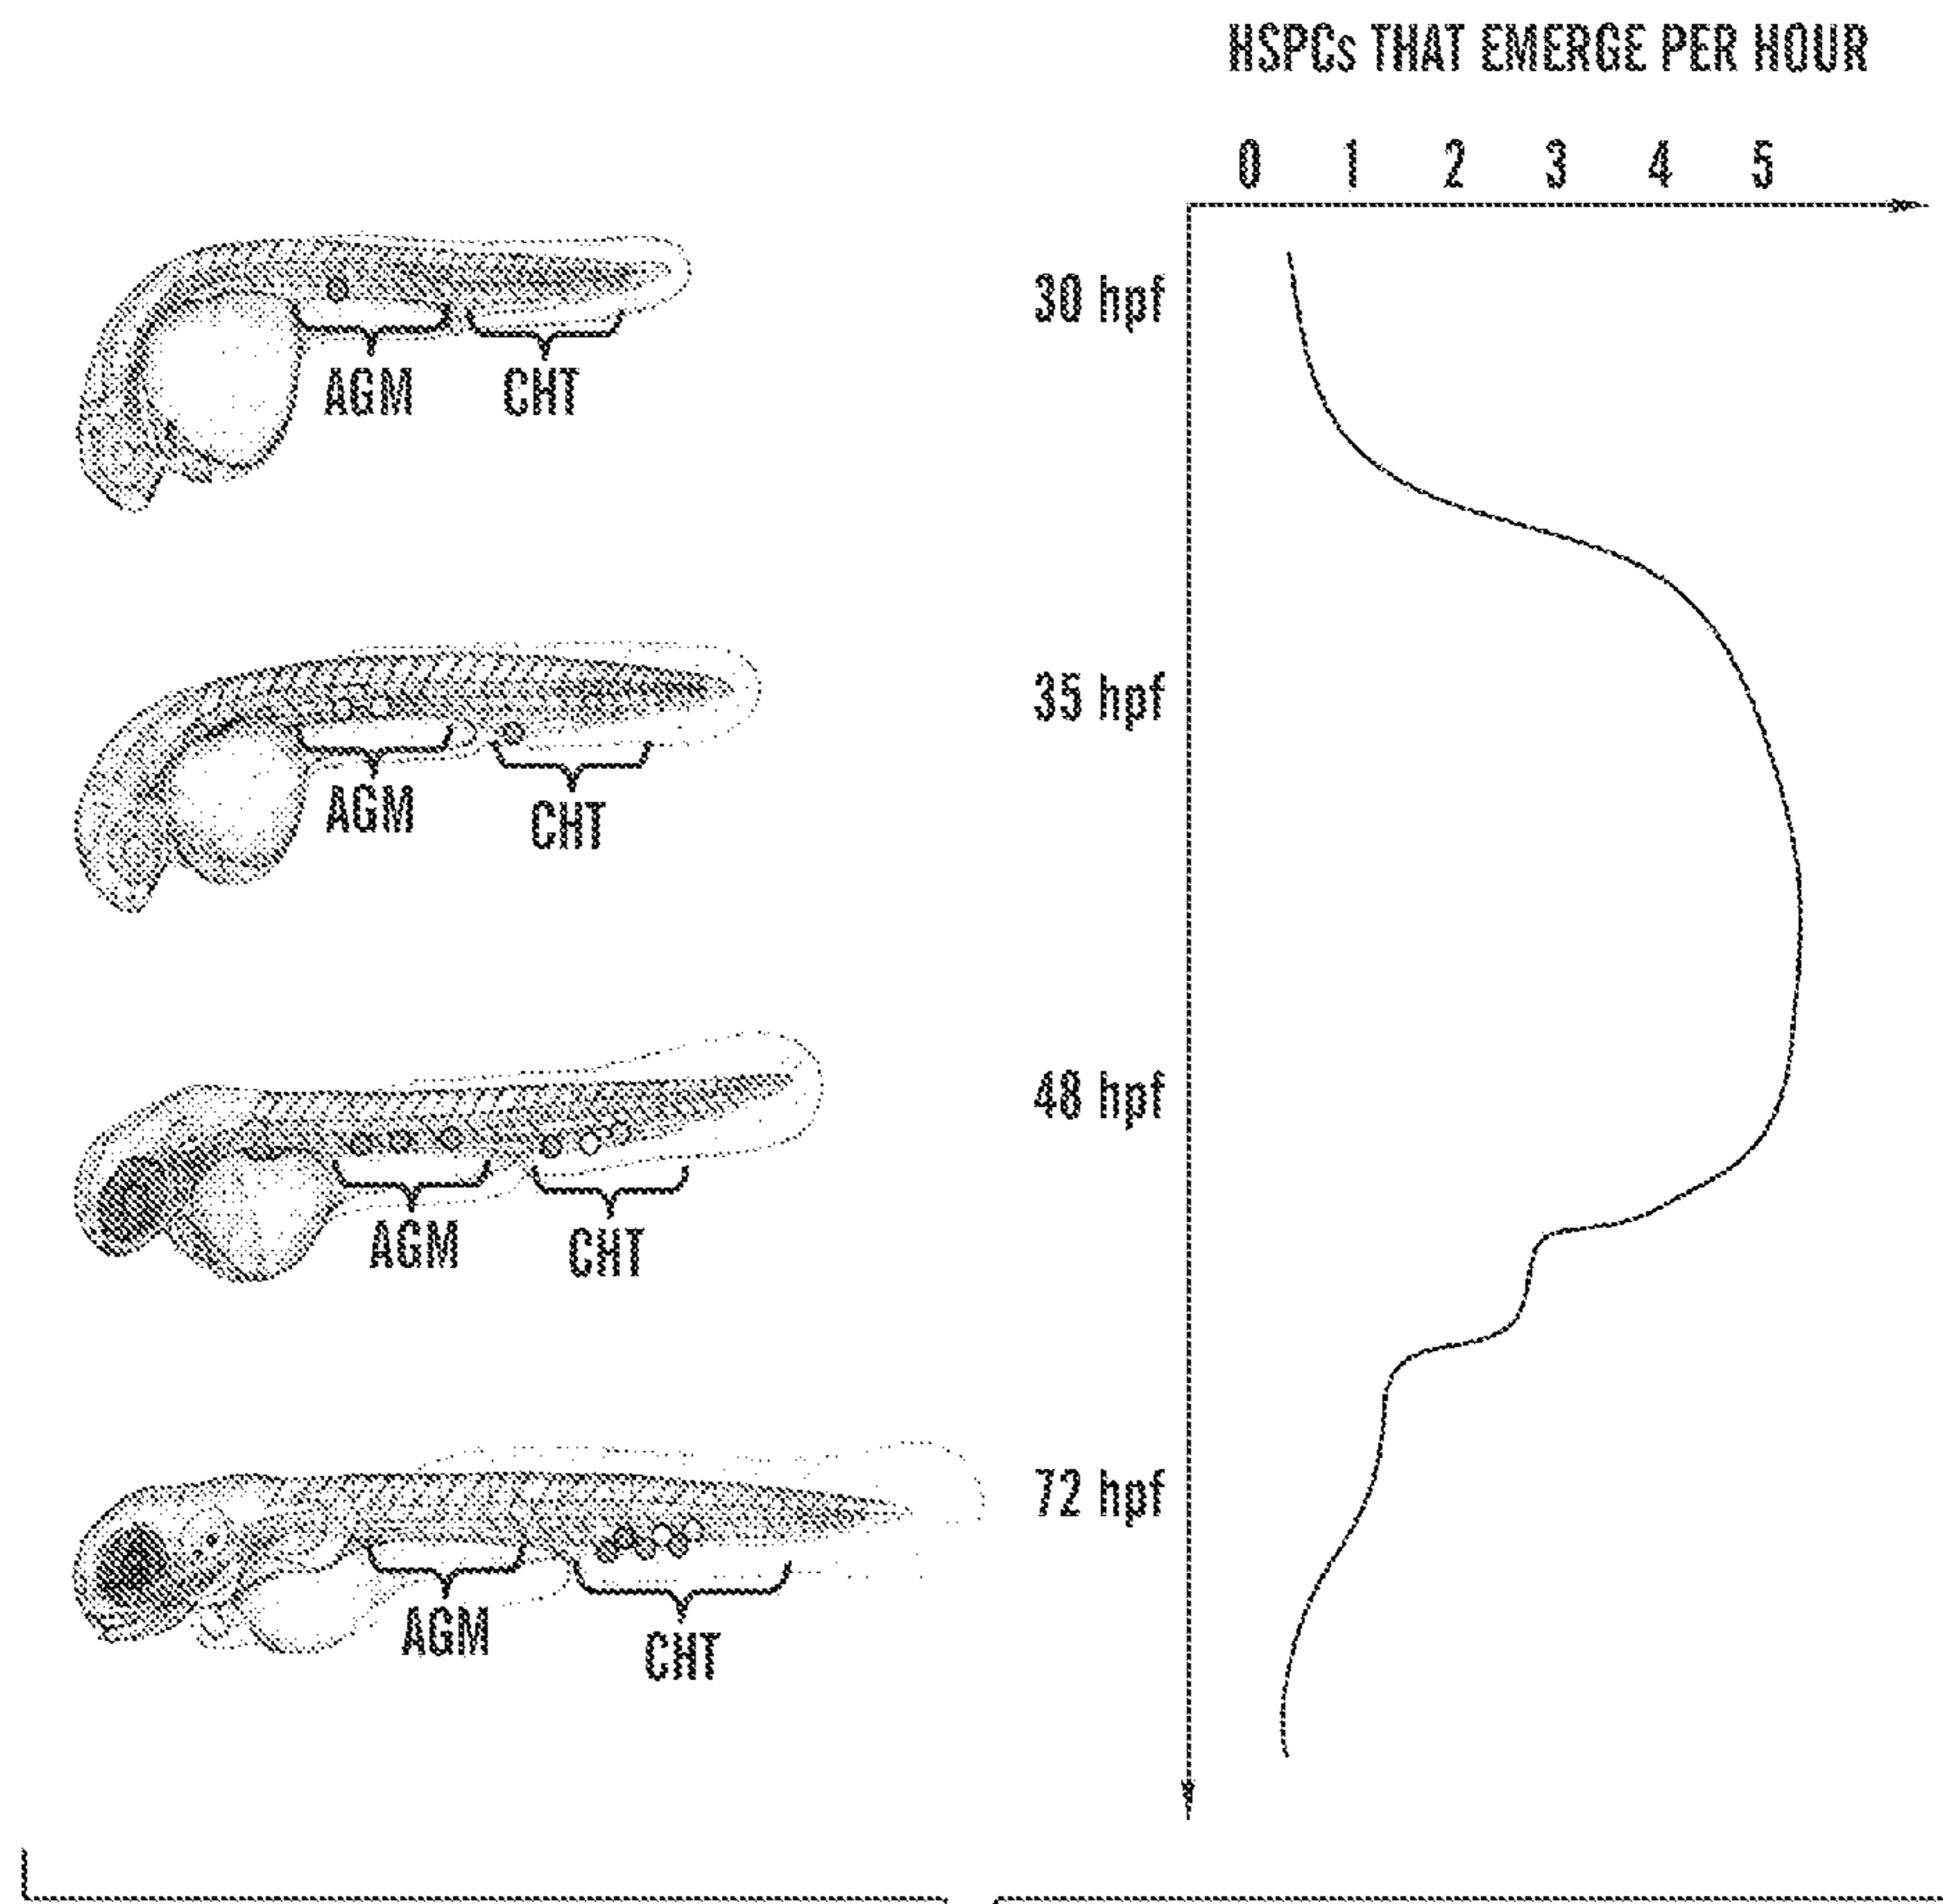 HSPCs THAT EMERGE PER HOUR
0 1 2 3 4 5
30 hpf
AGM CHT
35 hpf
AGM CHT
48 hpf
AGM CHT
72 hpf
AGM CHT